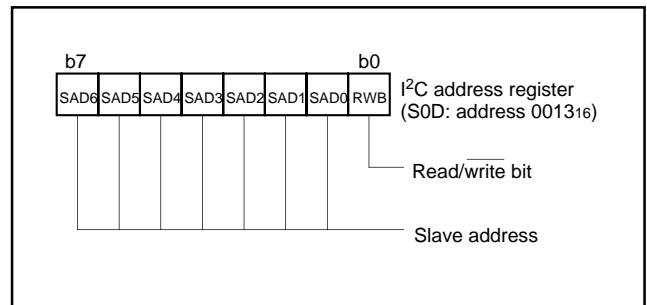 b7 b0
SAD6 SAD5 SAD4 SAD3 SAD2 SAD1 SAD0 RWB
I²C address register
(S0D: address 0013₁₆)
Read/w̅r̅i̅t̅e̅ bit
Slave address